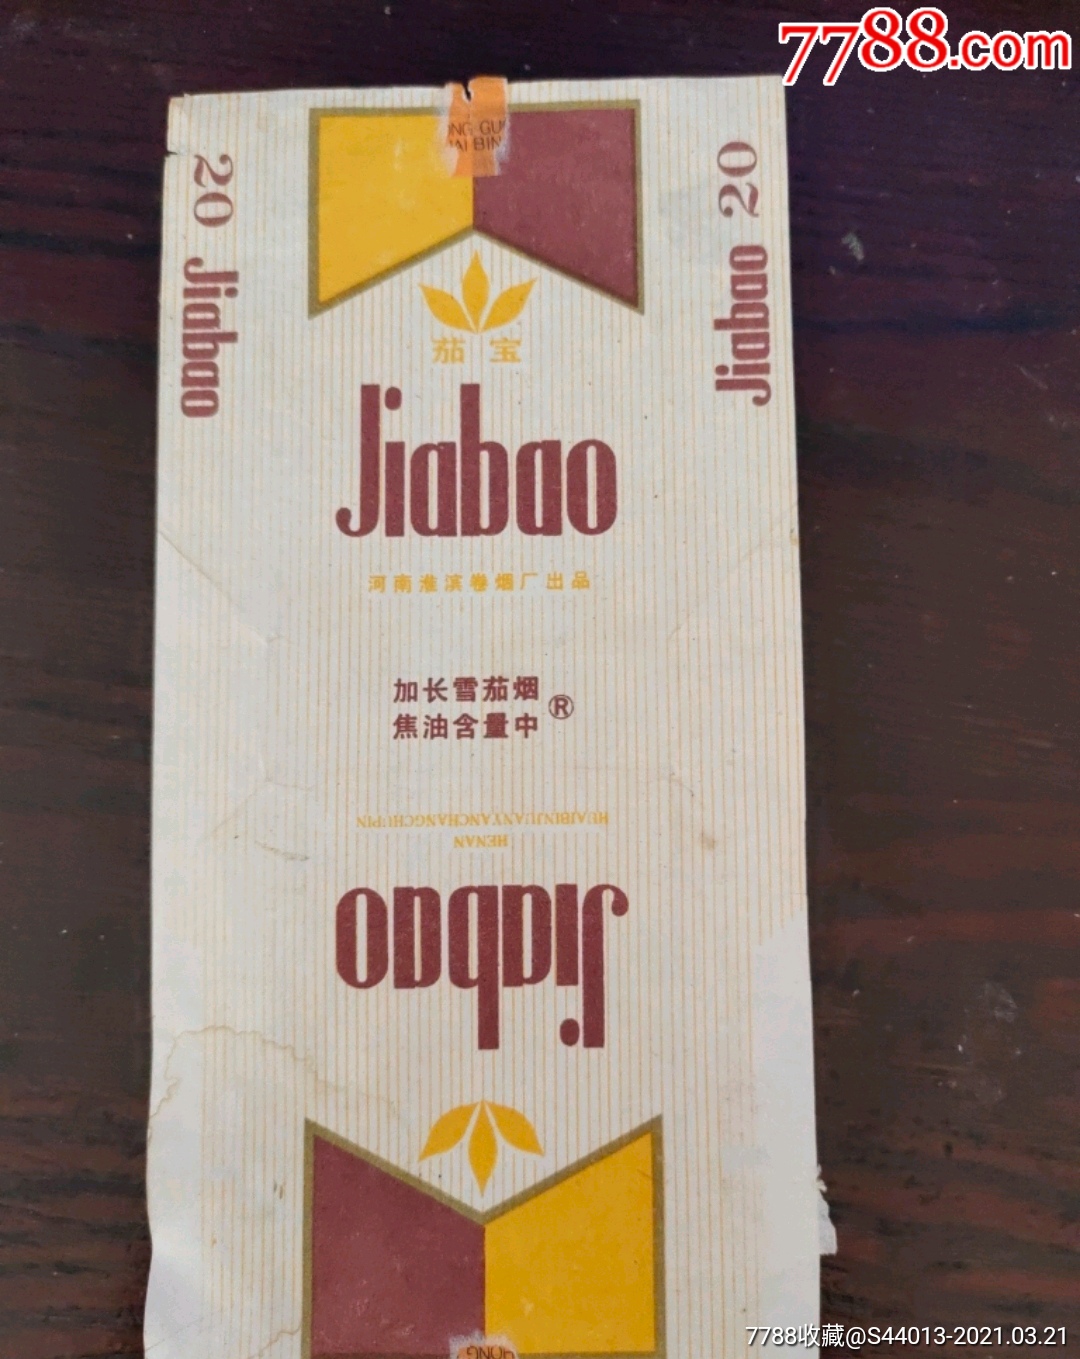 7788.com
20 Jiabao
Jiabao 20
茄宝
Jiabao
河南淮滨卷烟厂出品
加长雪茄烟
焦油含量中®
HUAIBINJUANYANCHANGCHUPIN
HENAN
Jiabao
7788收藏@S44013-2021.03.21